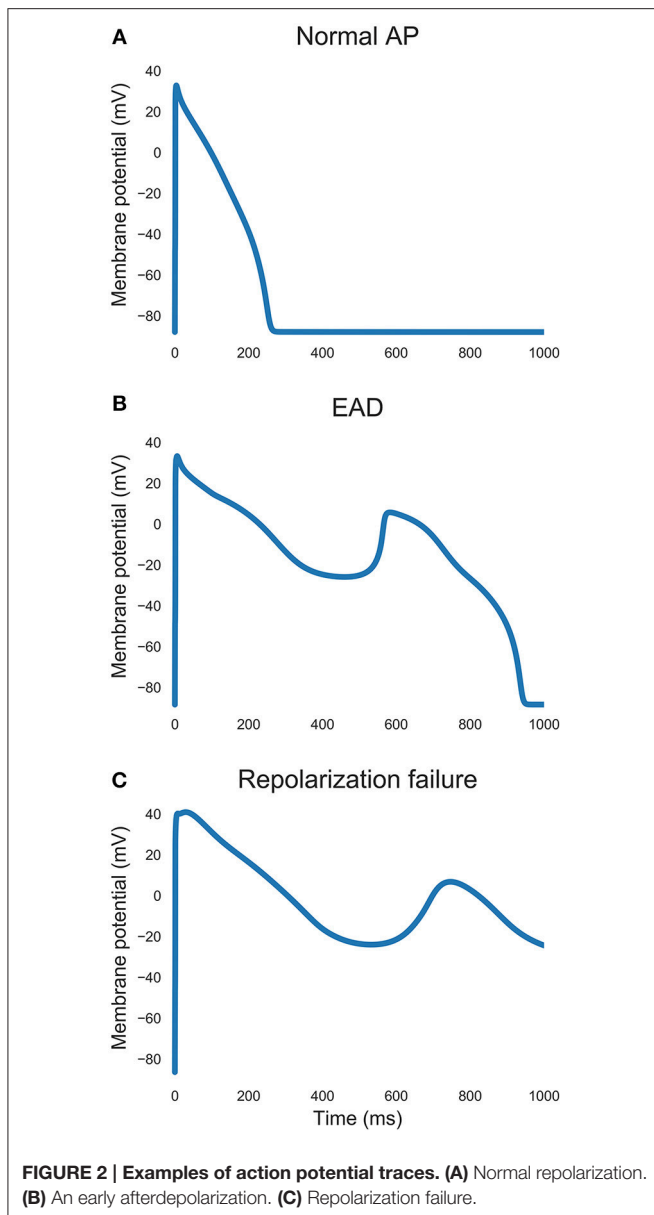 A
Normal AP
Membrane potential (mV)
40
20
0
−20
−40
−60
−80
0 200 400 600 800 1000
B
EAD
Membrane potential (mV)
40
20
0
−20
−40
−60
−80
0 200 400 600 800 1000
C
Repolarization failure
Membrane potential (mV)
40
20
0
−20
−40
−60
−80
0 200 400 600 800 1000
Time (ms)
FIGURE 2 | Examples of action potential traces. (A) Normal repolarization.
(B) An early afterdepolarization. (C) Repolarization failure.